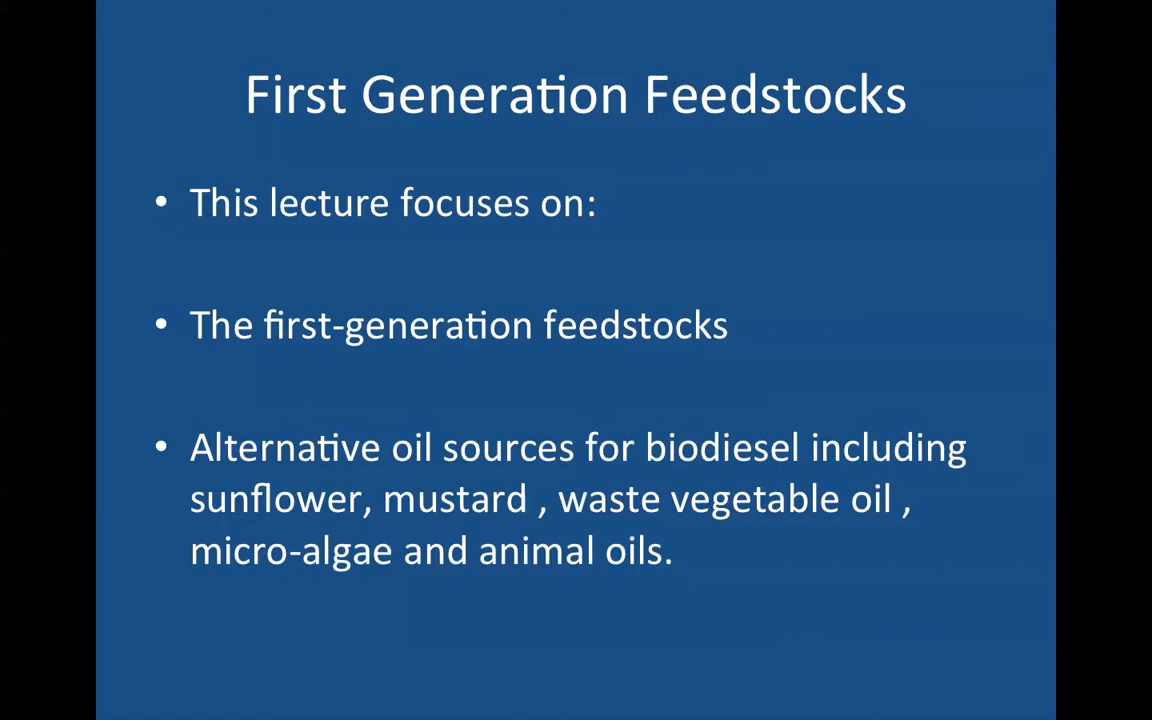 First Generation Feedstocks
• This lecture focuses on:
• The first-generation feedstocks
• Alternative oil sources for biodiesel including
sunflower, mustard , waste vegetable oil ,
micro-algae and animal oils.